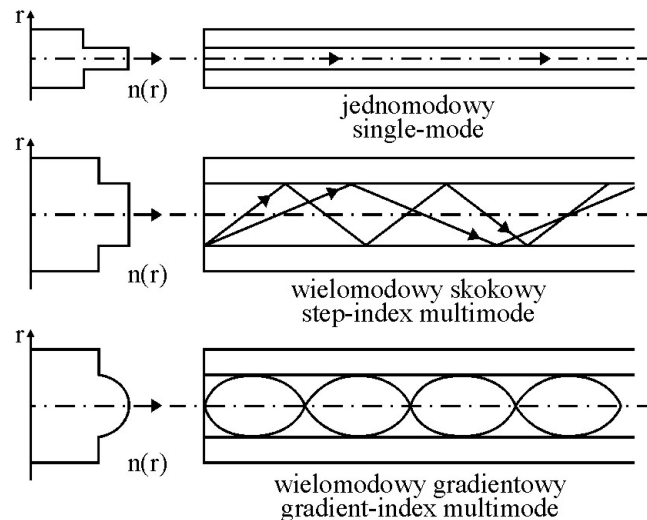 r
n(r)
jednomodowy
single-mode
r
n(r)
wielomodowy skokowy
step-index multimode
r
n(r)
wielomodowy gradientowy
gradient-index multimode